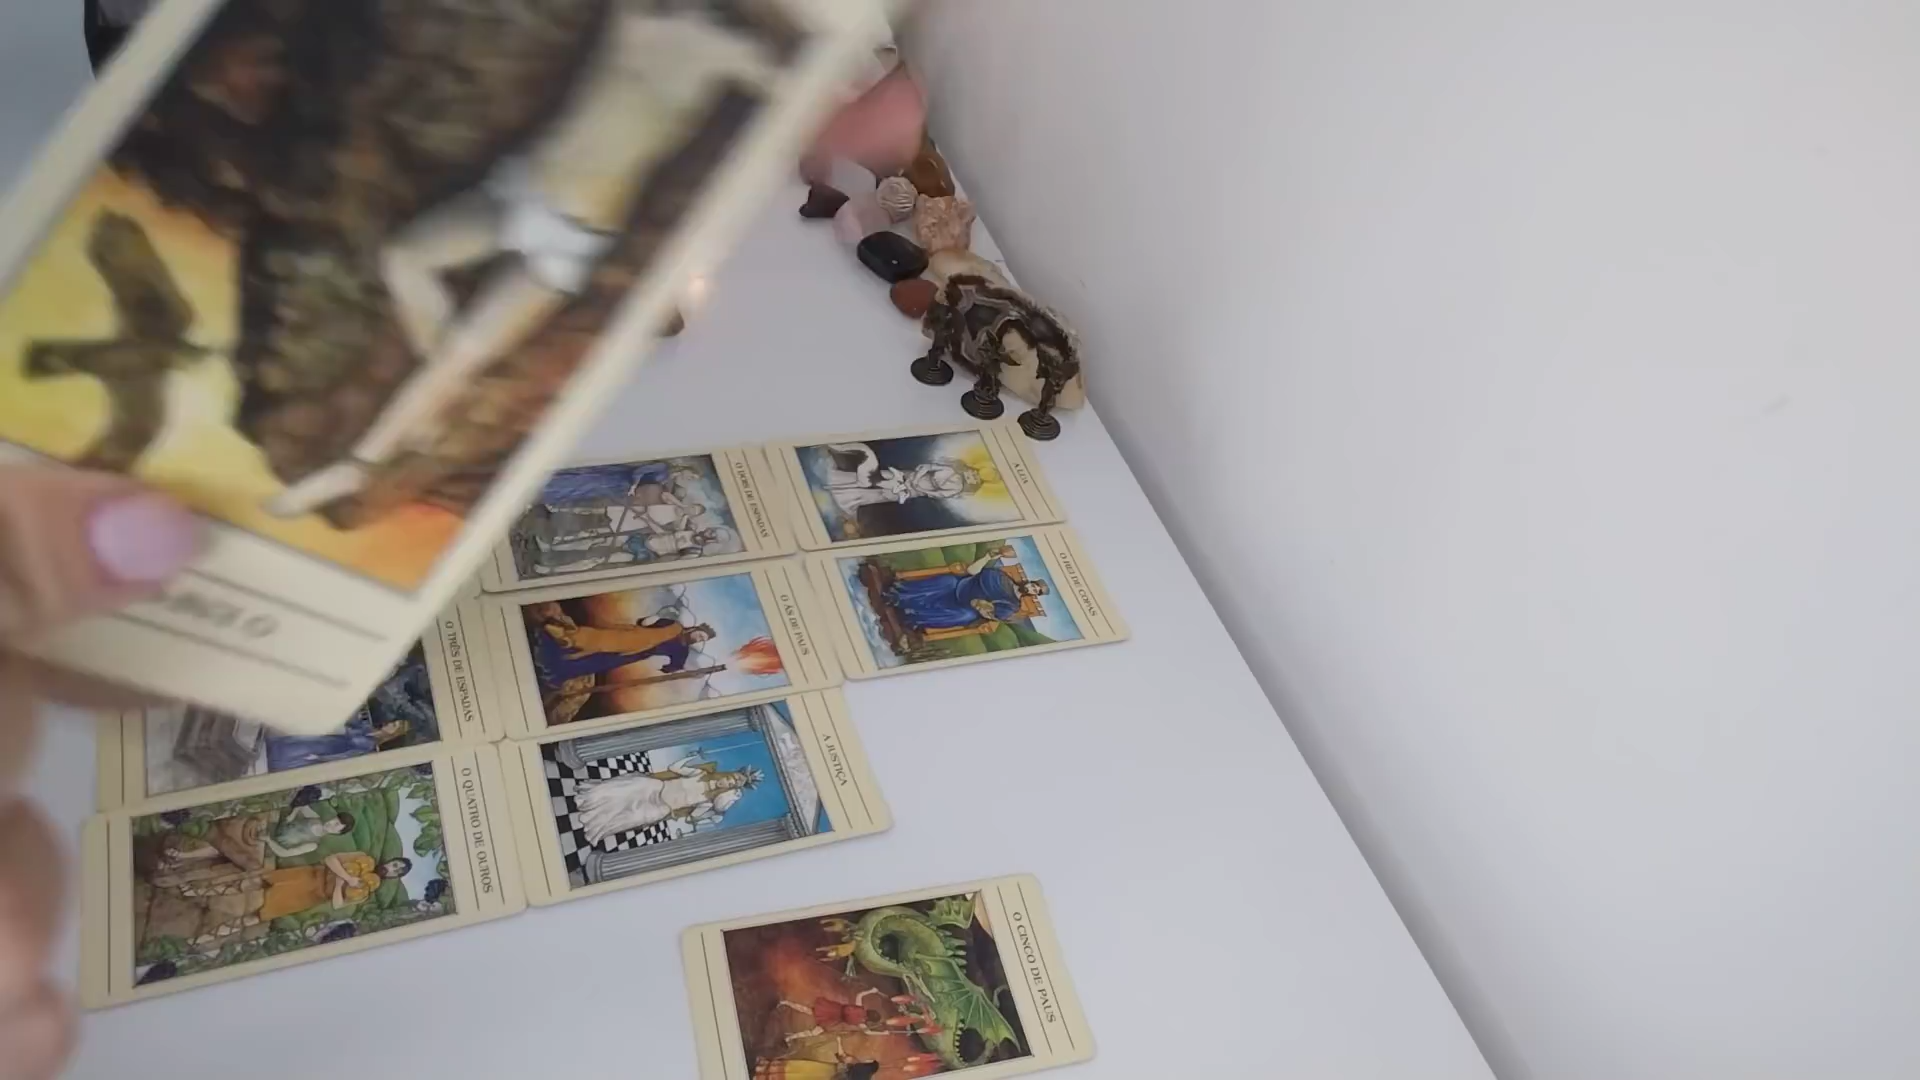 A LUA
O DOIS DE ESPADAS
O REI DE COPAS
O ÁS DE PAUS
O TRÊS DE ESPADAS
A JUSTIÇA
O QUATRO DE OUROS
O CINCO DE PAUS